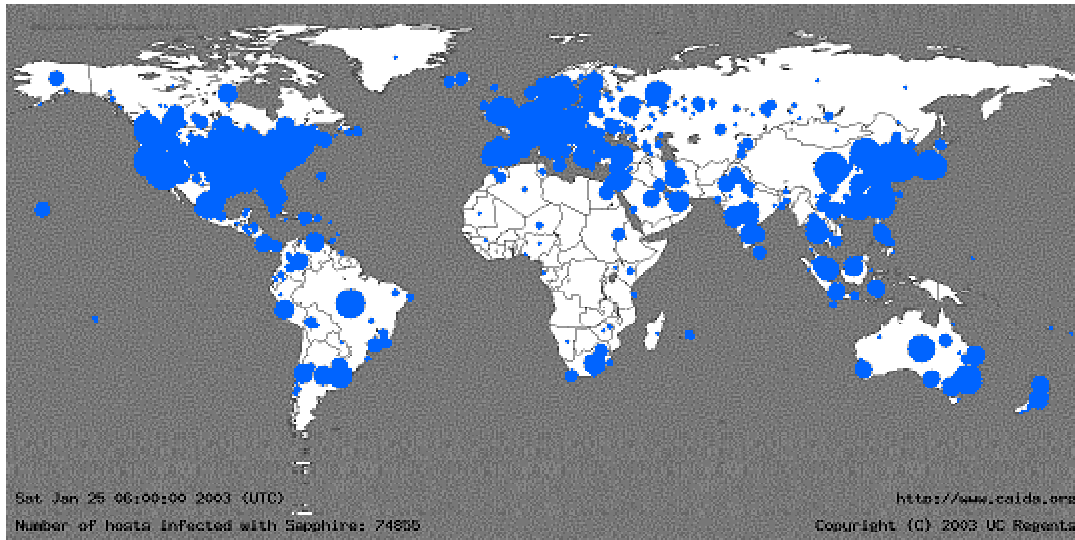 Sat Jan 25 06:00:00 2003 (UTC)
http://www.caida.org
Number of hosts infected with Sapphire: 74855
Copyright (C) 2003 UC Regents